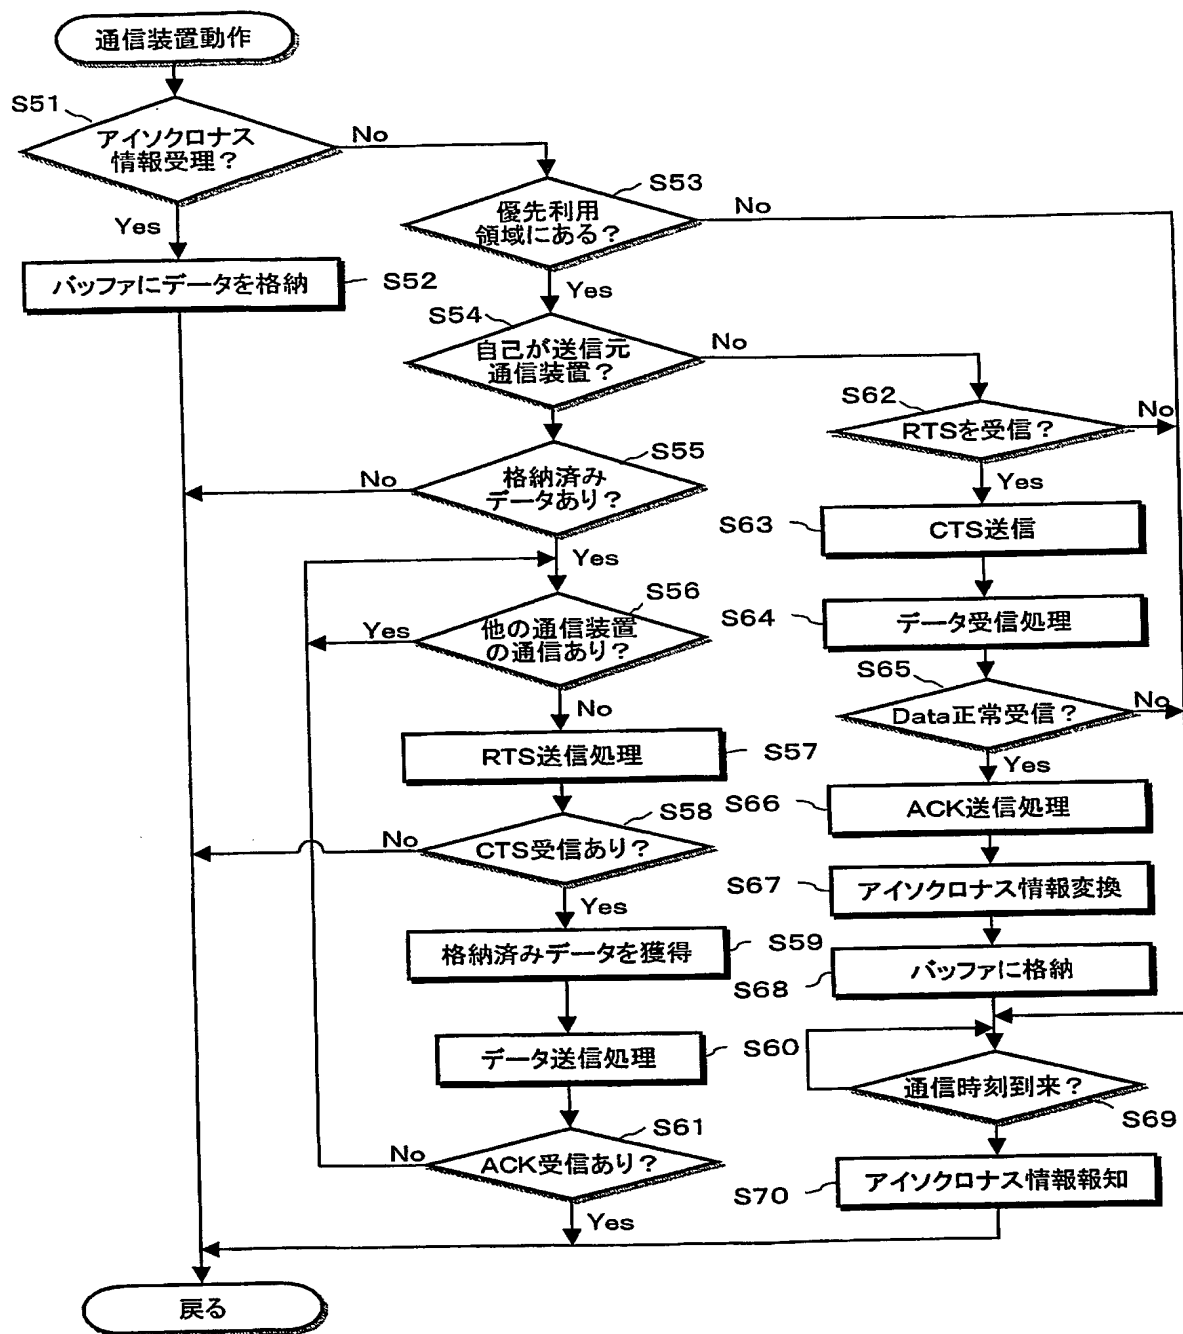 通信装置動作
S51
アイソクロナス
情報受理？
No
Yes
バッファにデータを格納
S52
S53
優先利用
領域にある？
No
Yes
S54
自己が送信元
通信装置？
No
S55
格納済み
データあり？
No
Yes
S56
他の通信装置
の通信あり？
Yes
No
RTS送信処理
S57
S58
CTS受信あり？
No
Yes
格納済みデータを獲得
S59
データ送信処理
S60
S61
ACK受信あり？
No
Yes
S62
RTSを受信？
No
Yes
S63
CTS送信
S64
データ受信処理
S65
Data正常受信？
No
Yes
S66
ACK送信処理
S67
アイソクロナス情報変換
S68
バッファに格納
通信時刻到来？
S69
S70
アイソクロナス情報報知
戻る